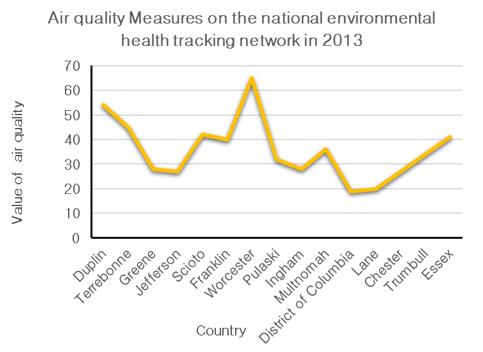 Air quality Measures on the national environmental
health tracking network in 2013
Value of  air quality
70
60
50
40
30
20
10
0
Duplin
Terrebonne
Greene
Jefferson
Scioto
Franklin
Worcester
Pulaski
Ingham
Multnomah
District of Columbia
Lane
Chester
Trumbull
Essex
Country